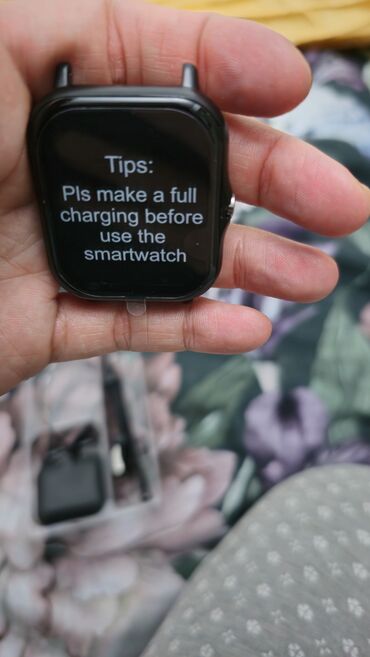 Tips:
Pls make a full
charging before
use the
smartwatch